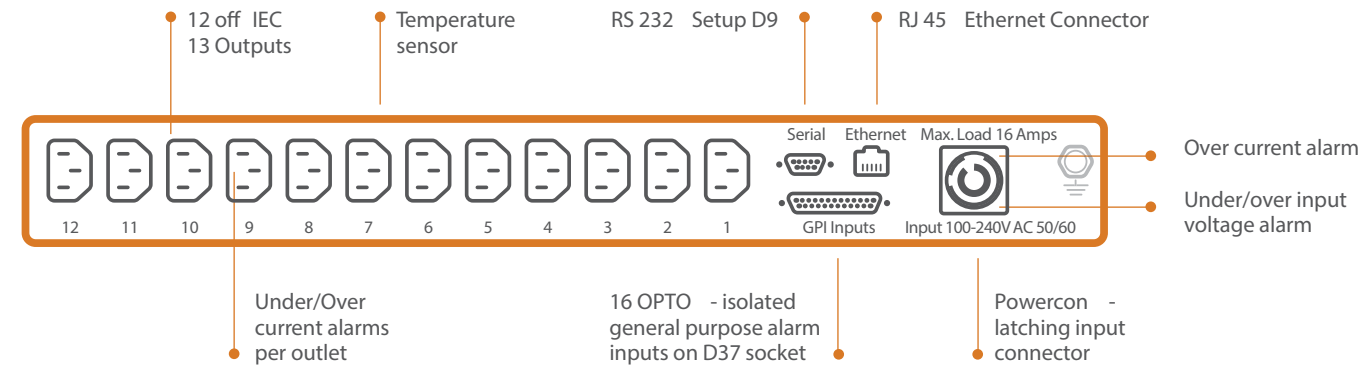 12 off IEC
13 Outputs
Temperature
sensor
RS 232 Setup D9
RJ 45 Ethernet Connector
Serial
Ethernet
Max. Load 16 Amps
Over current alarm
Under/over input
voltage alarm
12 11 10 9 8 7 6 5 4 3 2 1
GPI Inputs
Input 100-240V AC 50/60
Under/Over
current alarms
per outlet
16 OPTO - isolated
general purpose alarm
inputs on D37 socket
Powercon -
latching input
connector